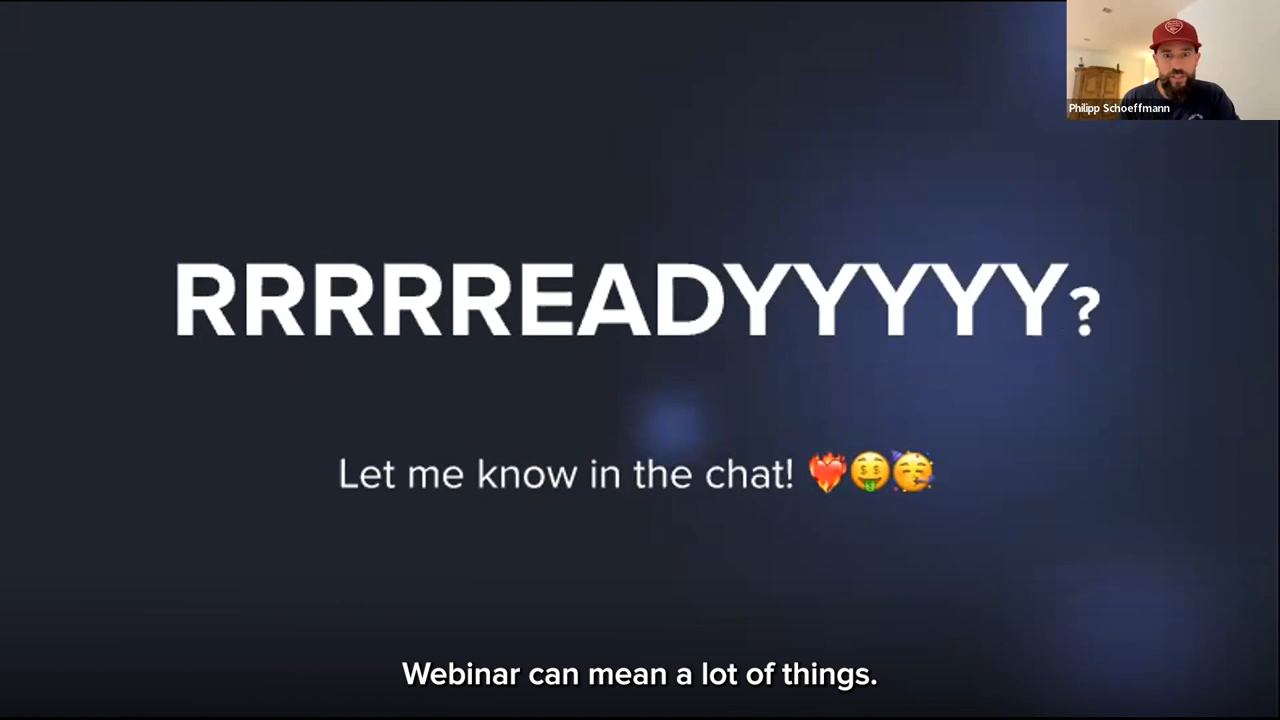 Philipp Schoeffmann
RRRRREADYYYYY?
Let me know in the chat! ❤️‍🔥🤑🥳
Webinar can mean a lot of things.